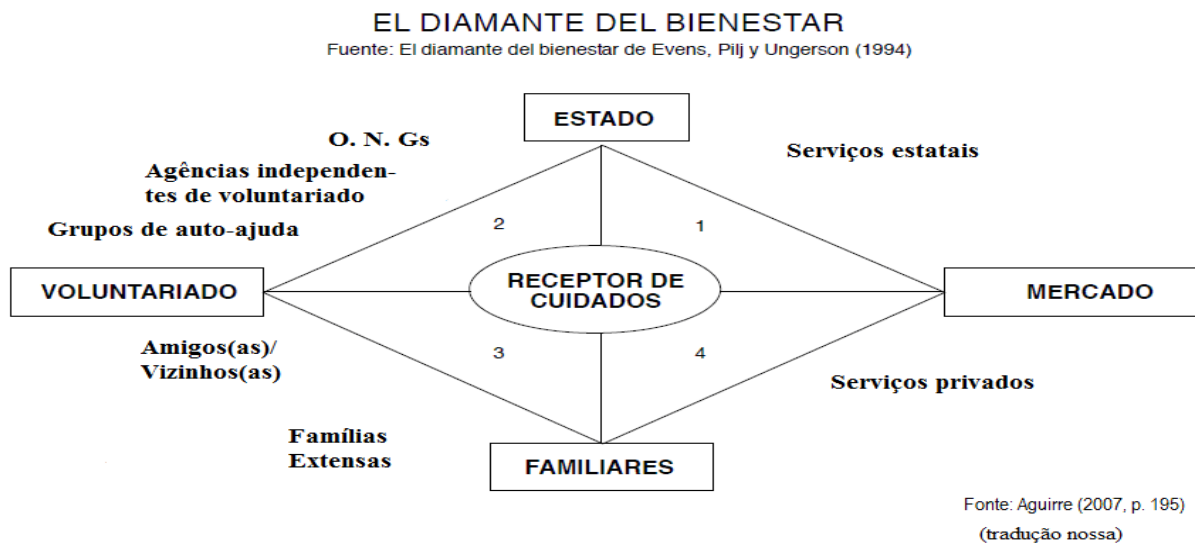 EL DIAMANTE DEL BIENESTAR
Fuente: El diamante del bienestar de Evens, Pilj y Ungerson (1994)
ESTADO
O. N. Gs
Serviços estatais
Agências independen-
tes de voluntariado
Grupos de auto-ajuda
2
1
VOLUNTARIADO
RECEPTOR DE
CUIDADOS
MERCADO
Amigos(as)/
Vizinhos(as)
3
4
Serviços privados
Famílias
Extensas
FAMILIARES
Fonte: Aguirre (2007, p. 195)
(tradução nossa)